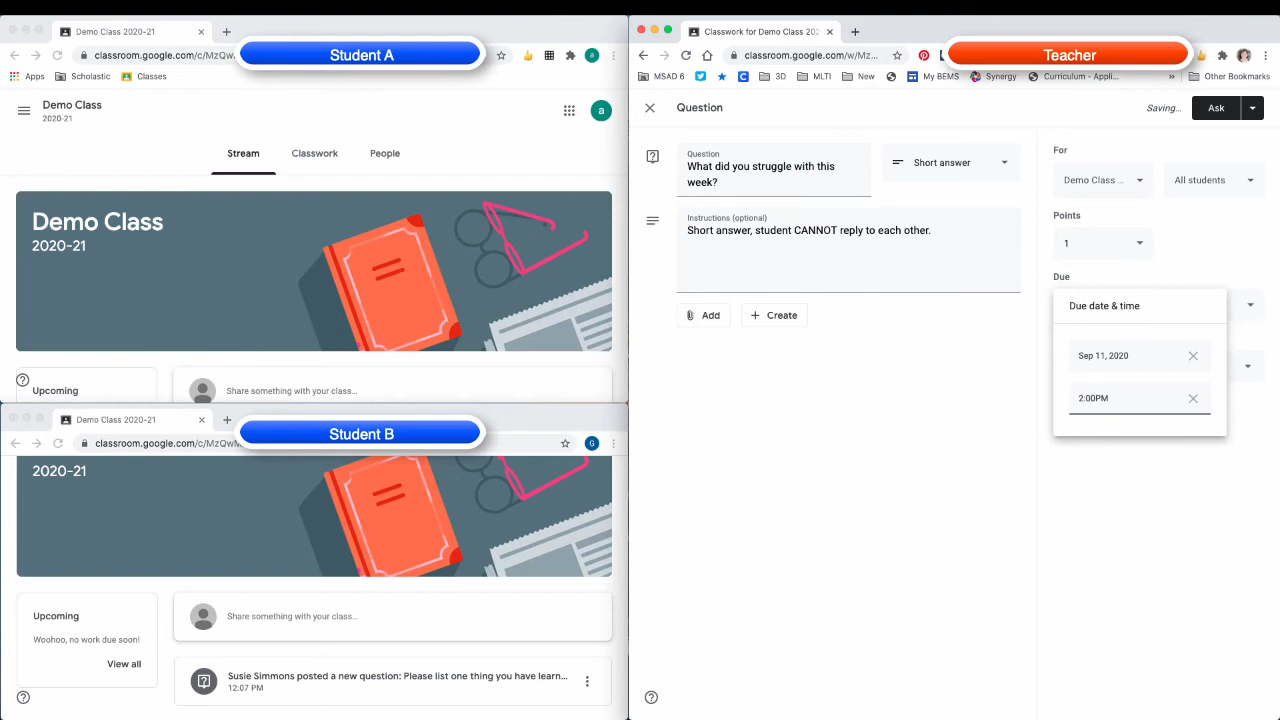 Demo Class 2020-21
Student A
classroom.google.com/c/MzQwN
a
Apps
Scholastic
Classes
Demo Class
2020-21
a
Stream
Classwork
People
Demo Class
2020-21
Upcoming
Share something with your class...
Demo Class 2020-21
Student B
classroom.google.com/c/MzQwM
G
2020-21
Upcoming
Woohoo, no work due soon!
View all
Share something with your class...
Susie Simmons posted a new question: Please list one thing you have learn...
12:07 PM
Classwork for Demo Class 202
Teacher
classroom.google.com/w/Mz...
MSAD 6
3D
MLTI
New
My BEMS
Synergy
Curriculum - Appli...
»
Other Bookmarks
Question
Saving...
Ask
Question
What did you struggle with this
week?
Short answer
Instructions (optional)
Short answer, student CANNOT reply to each other.
Add
Create
For
Demo Class ...
All students
Points
1
Due
Due date & time
Sep 11, 2020
2:00PM